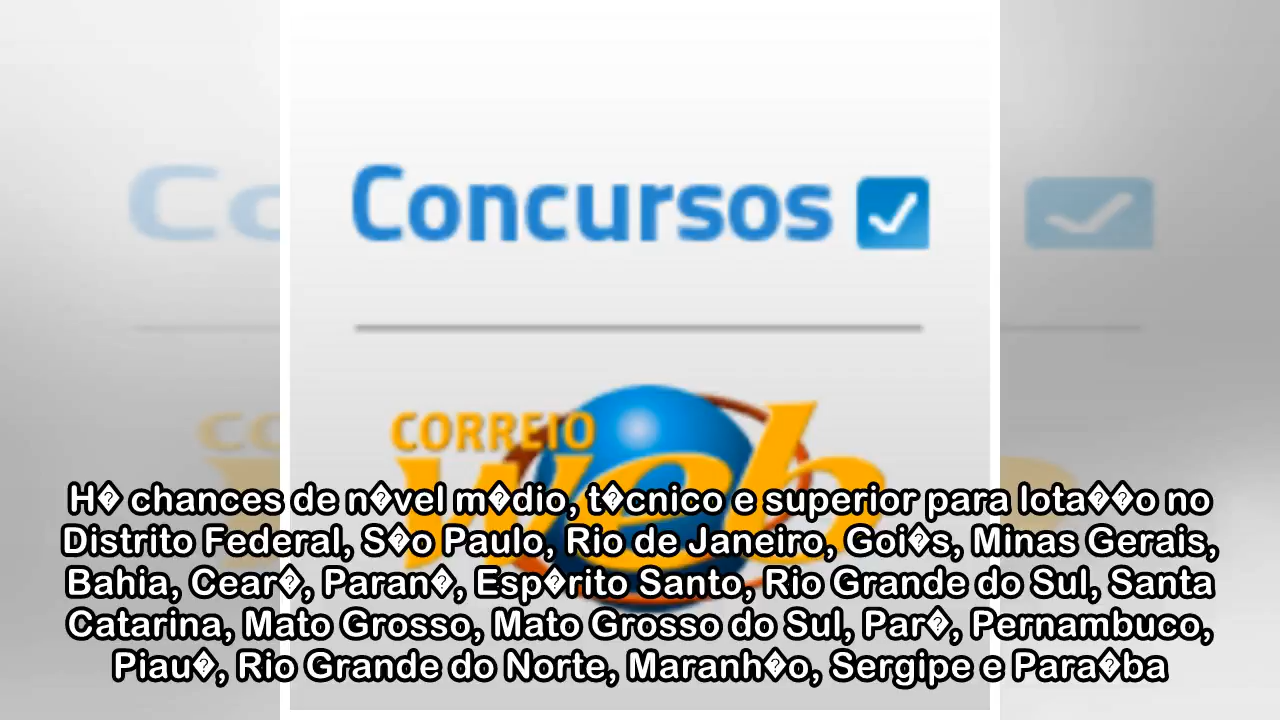 Concursos
CORREIO
web
H� chances de n�vel m�dio, t�cnico e superior para lota��o no
Distrito Federal, S�o Paulo, Rio de Janeiro, Goi�s, Minas Gerais,
Bahia, Cear�, Paran�, Esp�rito Santo, Rio Grande do Sul, Santa
Catarina, Mato Grosso, Mato Grosso do Sul, Par�, Pernambuco,
Piau�, Rio Grande do Norte, Maranh�o, Sergipe e Para�ba